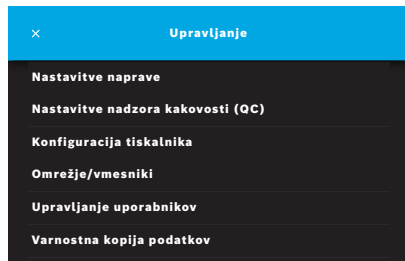 Upravljanje
Nastavitve naprave
Nastavitve nadzora kakovosti (QC)
Konfiguracija tiskalnika
Omrežje/vmesniki
Upravljanje uporabnikov
Varnostna kopija podatkov